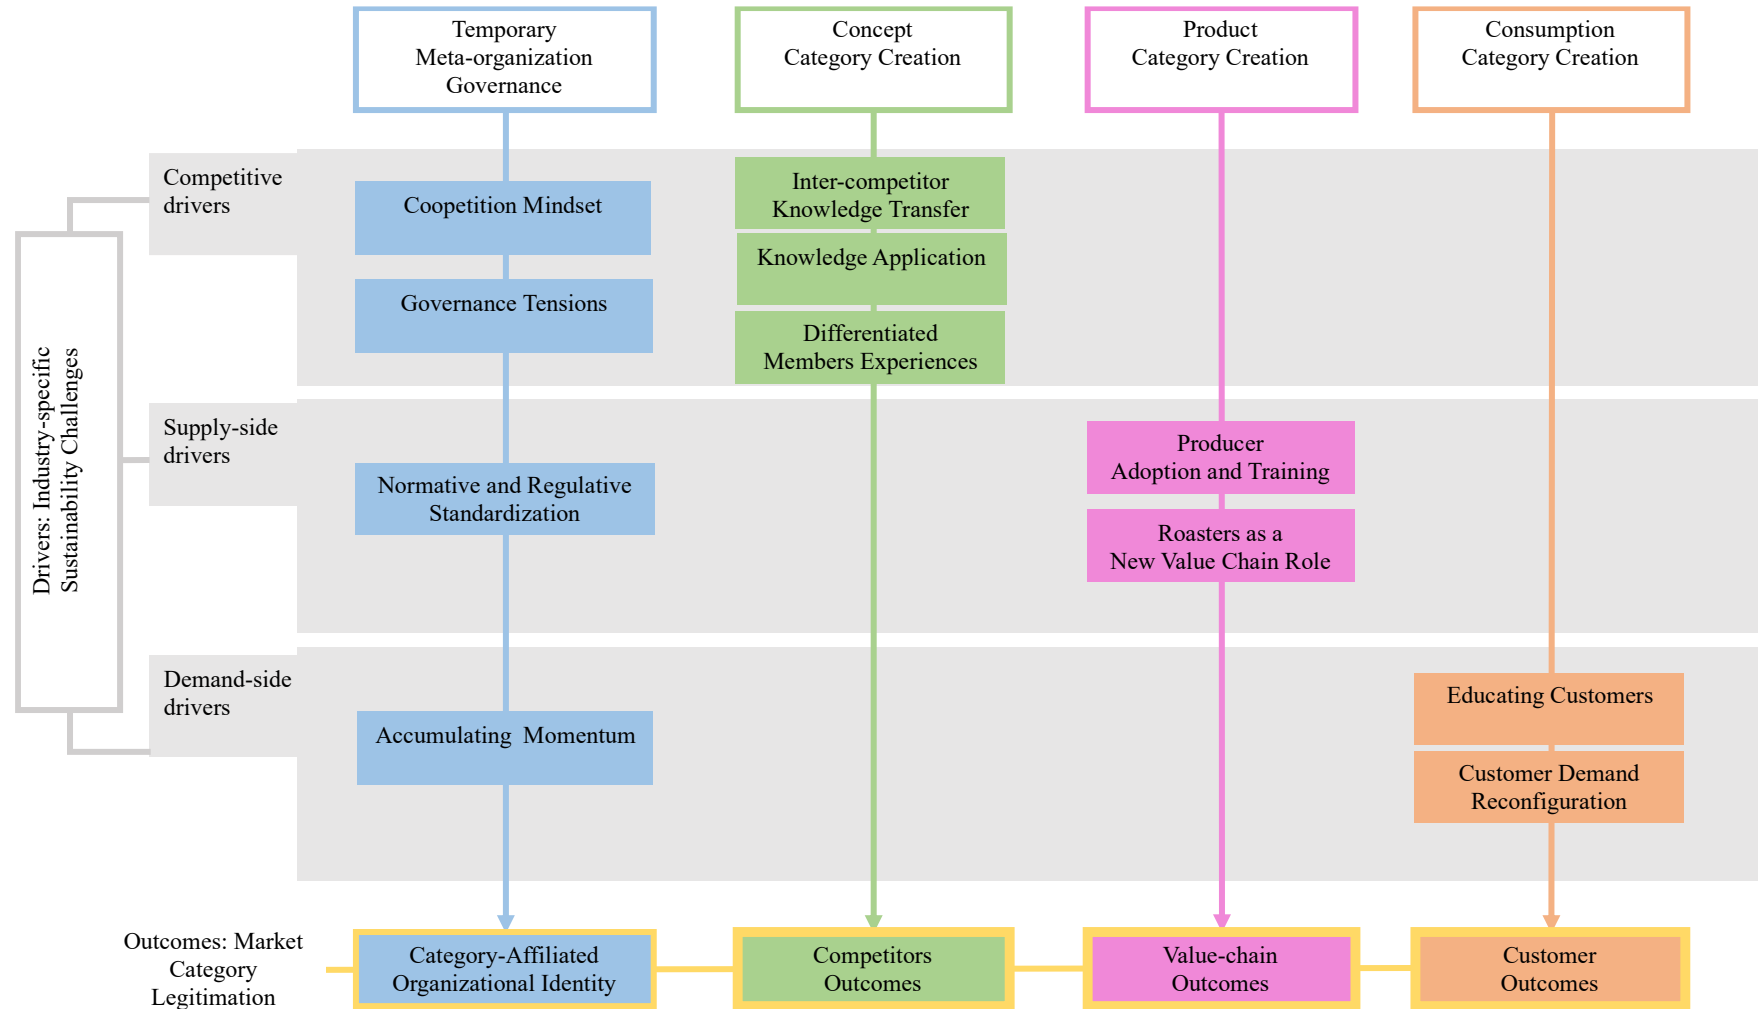 Temporary
Meta-organization
Governance
Concept
Category Creation
Product
Category Creation
Consumption
Category Creation
Competitive
drivers
Coopetition Mindset
Governance Tensions
Inter-competitor
Knowledge Transfer
Knowledge Application
Differentiated
Members Experiences
Drivers: Industry-specific
Sustainability Challenges
Supply-side
drivers
Normative and Regulative
Standardization
Producer
Adoption and Training
Roasters as a
New Value Chain Role
Demand-side
drivers
Accumulating  Momentum
Educating Customers
Customer Demand
Reconfiguration
Outcomes: Market
Category
Legitimation
Category-Affiliated
Organizational Identity
Competitors
Outcomes
Value-chain
Outcomes
Customer
Outcomes